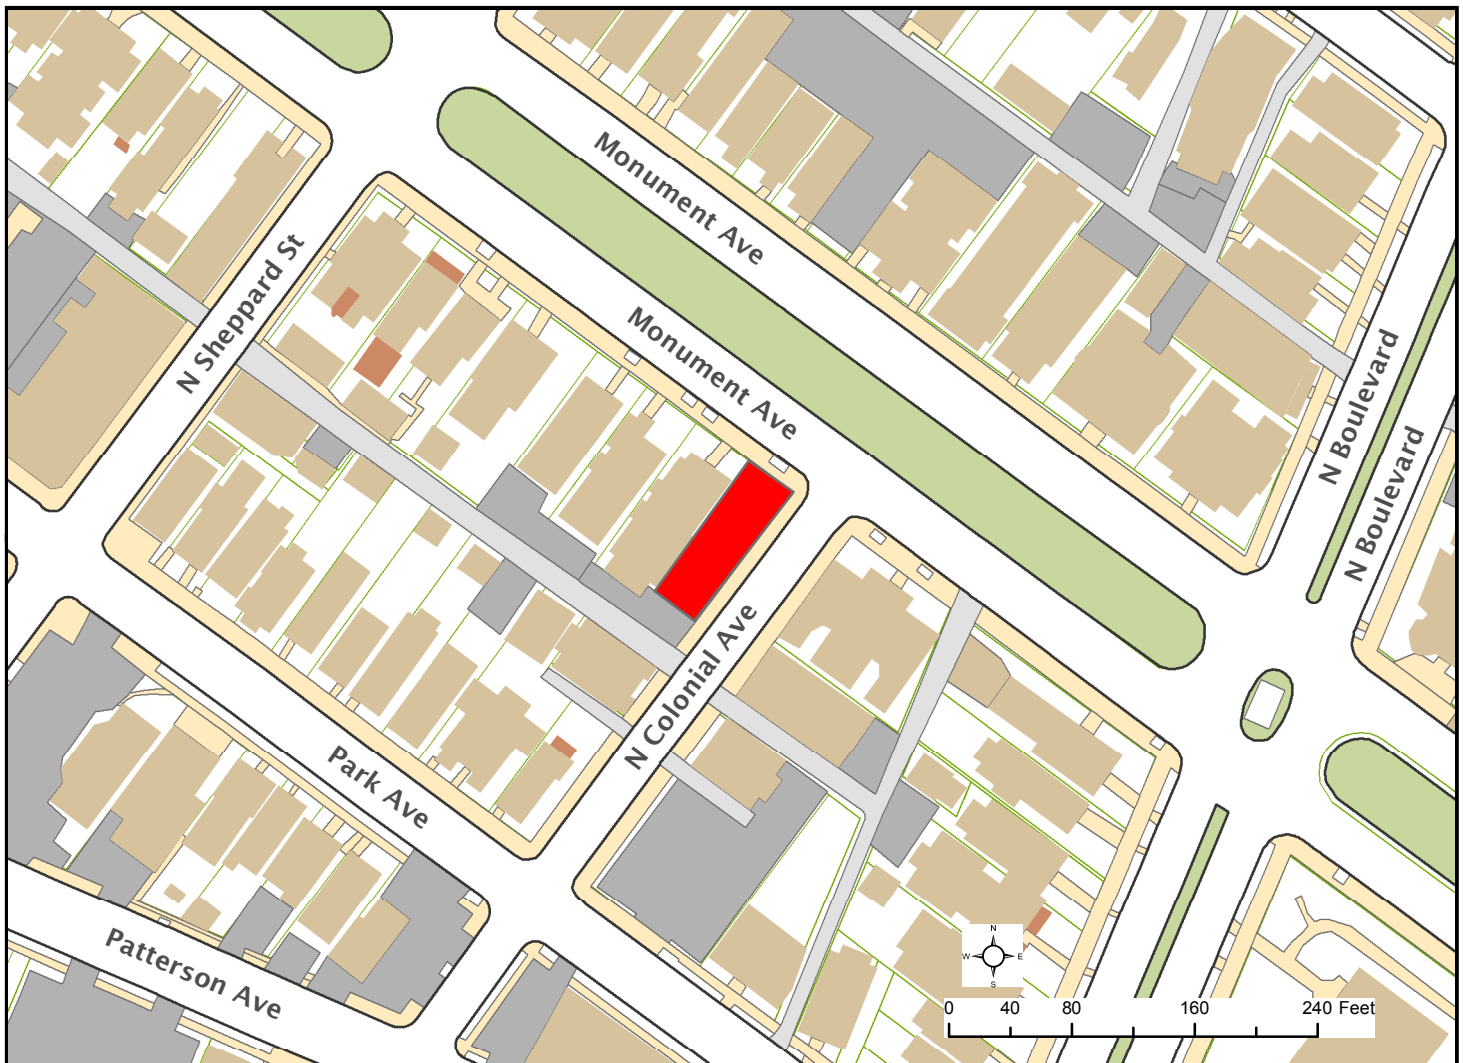 Monument Ave
N Sheppard St
Monument Ave
N Boulevard
N Boulevard
N Colonial Ave
Park Ave
Patterson Ave
N
W E
S
0 40 80 160 240 Feet